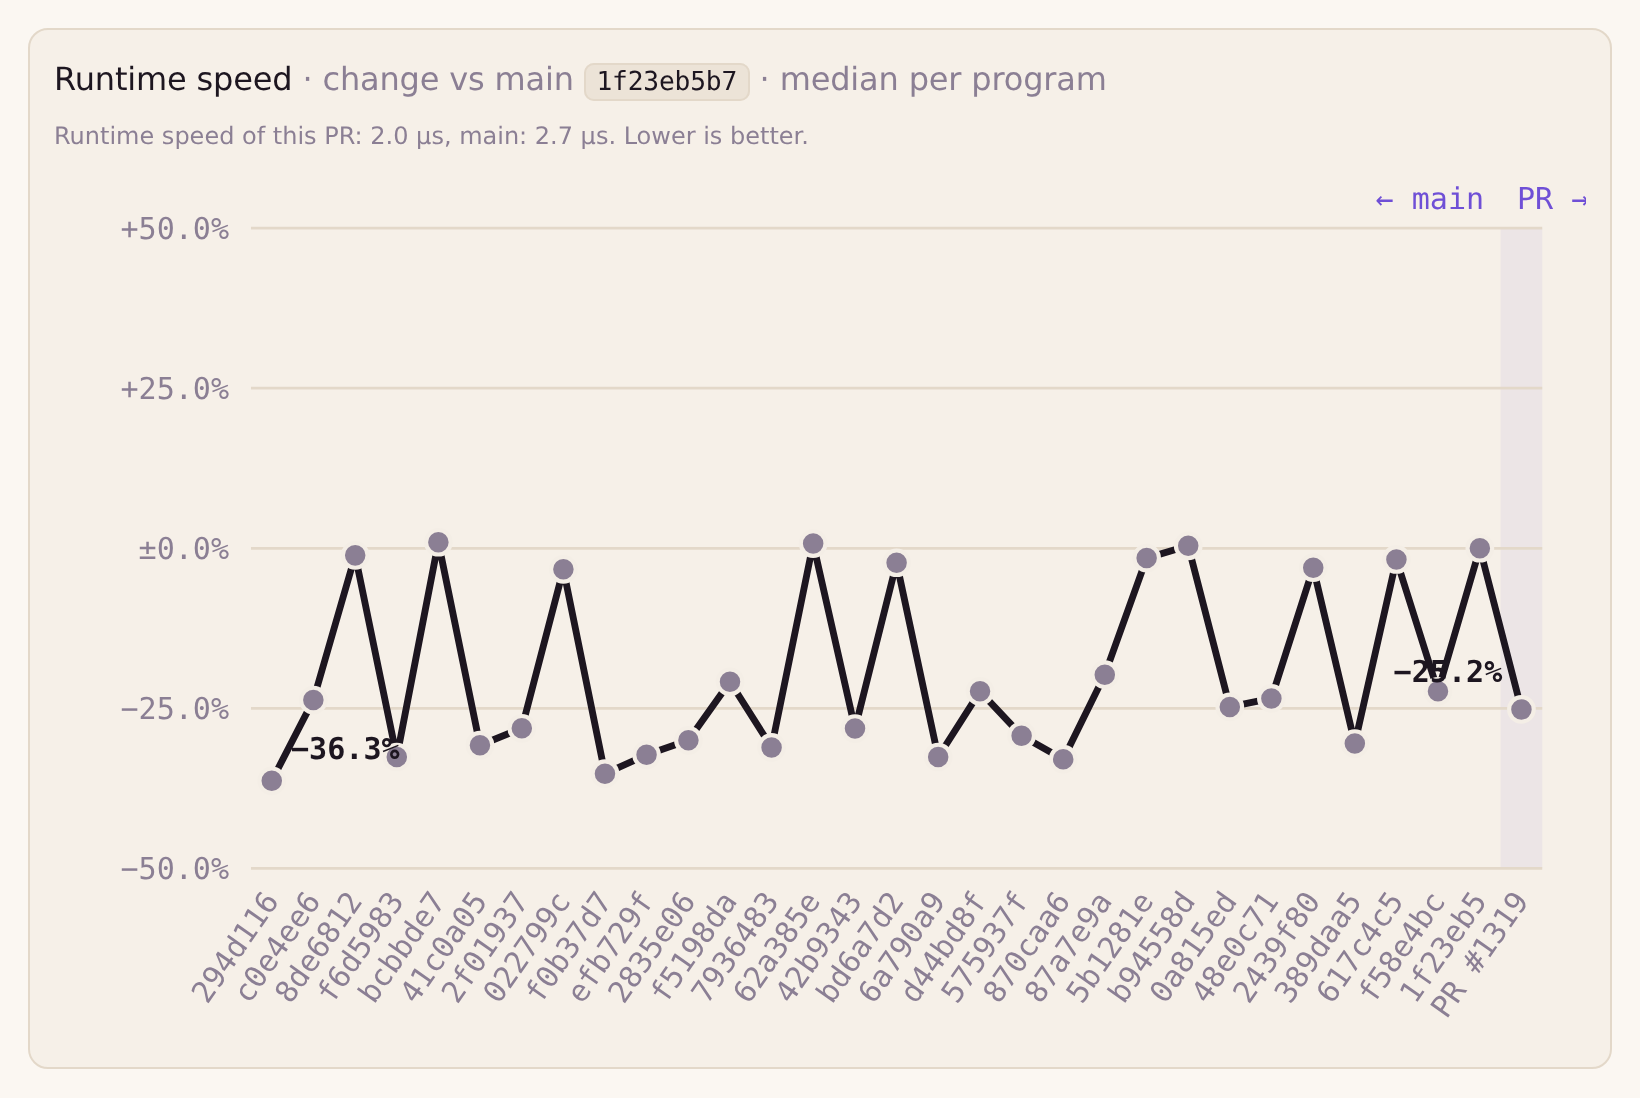 Runtime speed · change vs main 1f23eb5b7 · median per program
Runtime speed of this PR: 2.0 µs, main: 2.7 µs. Lower is better.
← main PR →
+50.0%
+25.0%
±0.0%
−25.0%
−50.0%
−36.3%
−25.2%
294d116
c0e4ee6
8de6812
f6d5983
bcbbde7
41c0a05
2f01937
022799c
f0b37d7
efb729f
2835e06
f5198da
7936483
62a385e
42b9343
bd6a7d2
6a790a9
d44bd8f
575937f
870caa6
87a7e9a
5b1281e
b94558d
0a815ed
48e0c71
2439f80
389daa5
617c4c5
f58e4bc
1f23eb5
PR #1319